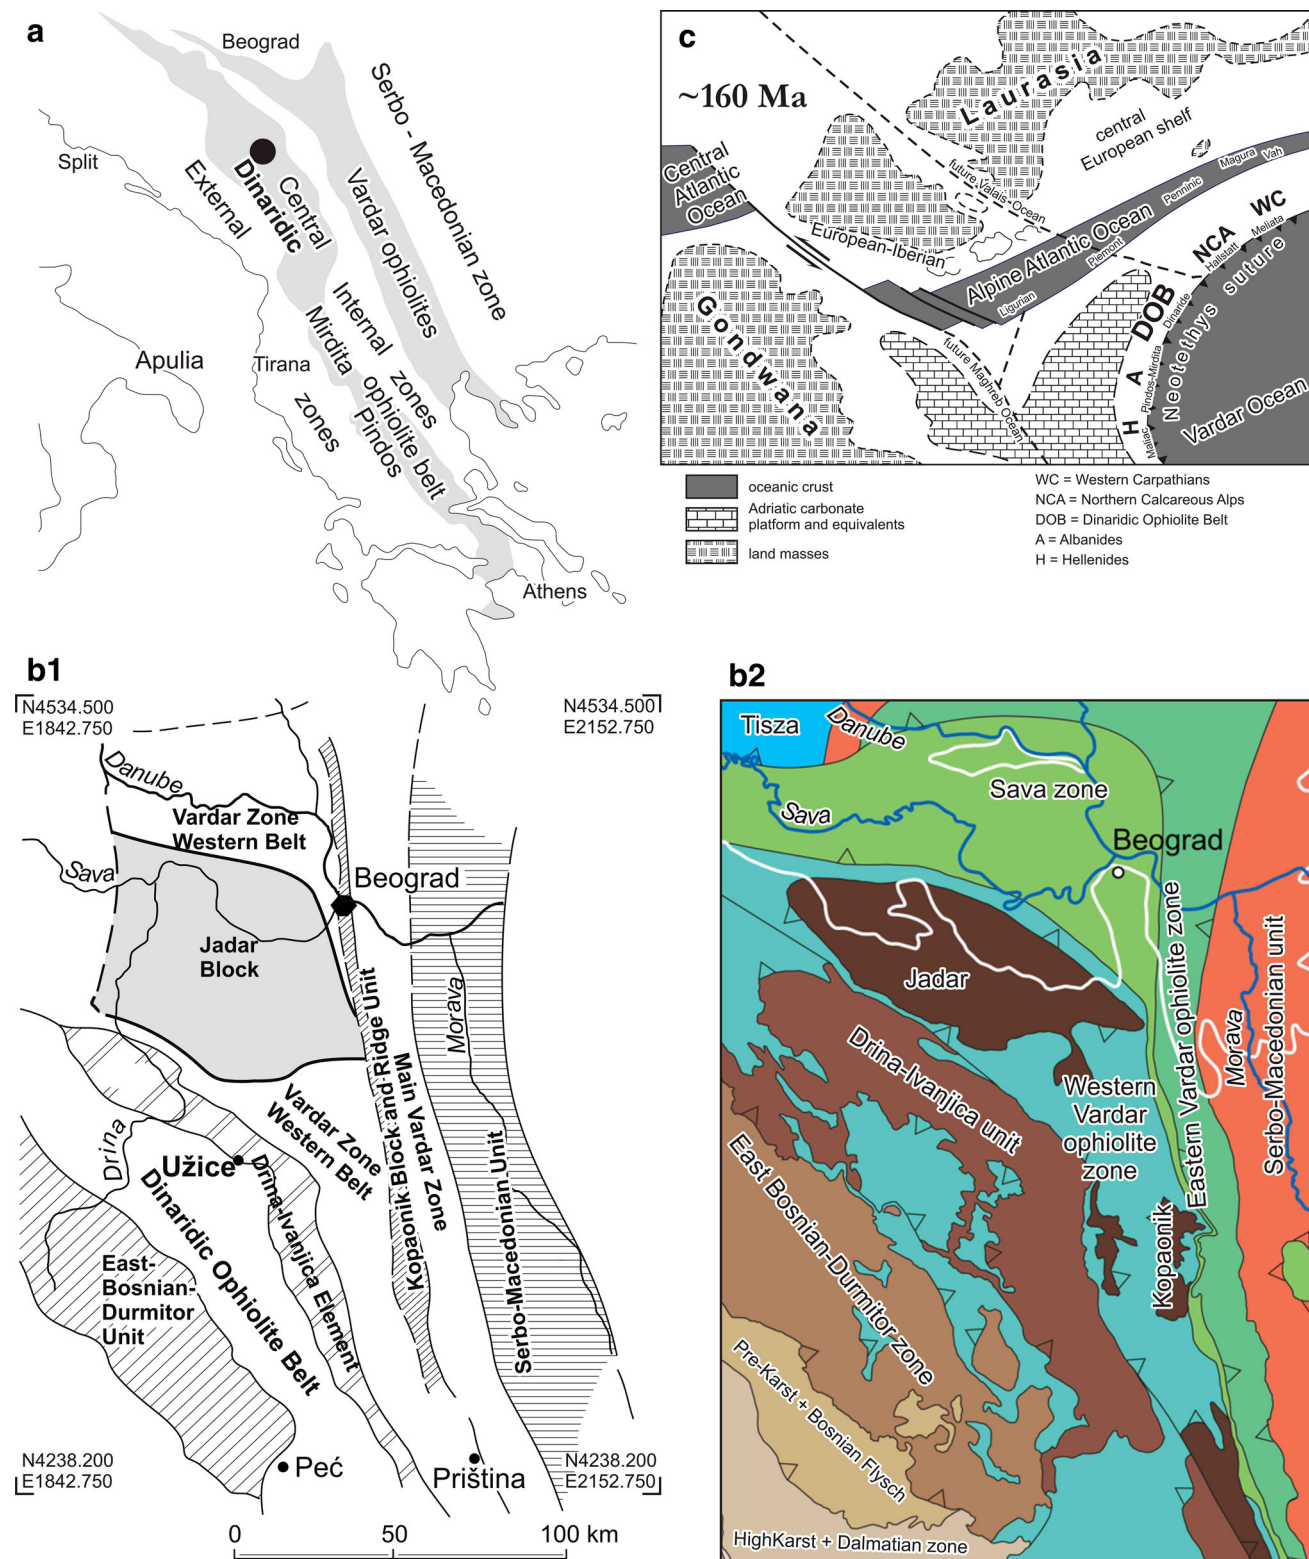 a
Beograd
Serbo - Macedonian zone
Split
External
Dinaridic
Central
Vardar ophiolites
Internal
zones
Mirdita ophiolite belt
Pindos
Apulia
Tirana
zones
Athens
c
~160 Ma
Laurasia
central
European shelf
Central
Atlantic
Ocean
future Valais Ocean
European-Iberian
Alpine Atlantic Ocean
Ligurian
Piemont
Penninic
Magura
Vah
WC
NCA
Hallstatt
Meliata
DOB
Dinaride
Neotethys suture
A
Pindos-Mirdita
H
Maliac
Vardar Ocean
Gondwana
future Maghreb Ocean
oceanic crust
Adriatic carbonate
platform and equivalents
land masses
WC = Western Carpathians
NCA = Northern Calcareous Alps
DOB = Dinaridic Ophiolite Belt
A = Albanides
H = Hellenides
b1
N4534.500
E1842.750
N4534.500
E2152.750
Danube
Vardar Zone
Western Belt
Sava
Beograd
Jadar
Block
Kopaonik Block and Ridge Unit
Main Vardar Zone
Morava
Vardar Zone
Western Belt
Drina
Užice
Drina-Ivanjica Element
Dinaridic Ophiolite Belt
Serbo-Macedonian Unit
East-
Bosnian-
Durmitor
Unit
N4238.200
E1842.750
Peć
Priština
N4238.200
E2152.750
0
50
100 km
b2
Tisza
Danube
Sava zone
Sava
Beograd
Jadar
Eastern Vardar ophiolite zone
Morava
Serbo-Macedonian unit
Drina-Ivanjica unit
Western
Vardar
ophiolite
zone
East Bosnian-Durmitor zone
Kopaonik
Pre-Karst + Bosnian Flysch
HighKarst + Dalmatian zone